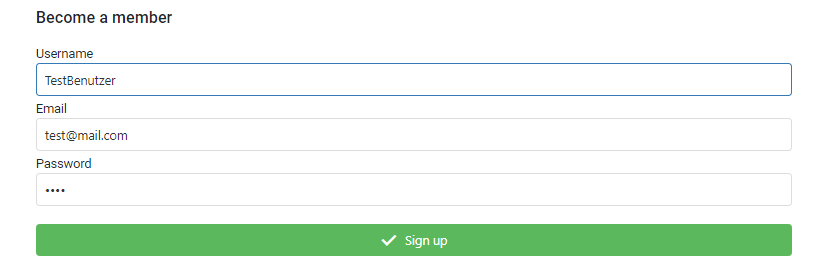 Become a member
Username
TestBenutzer
Email
test@mail.com
Password
••••
Sign up